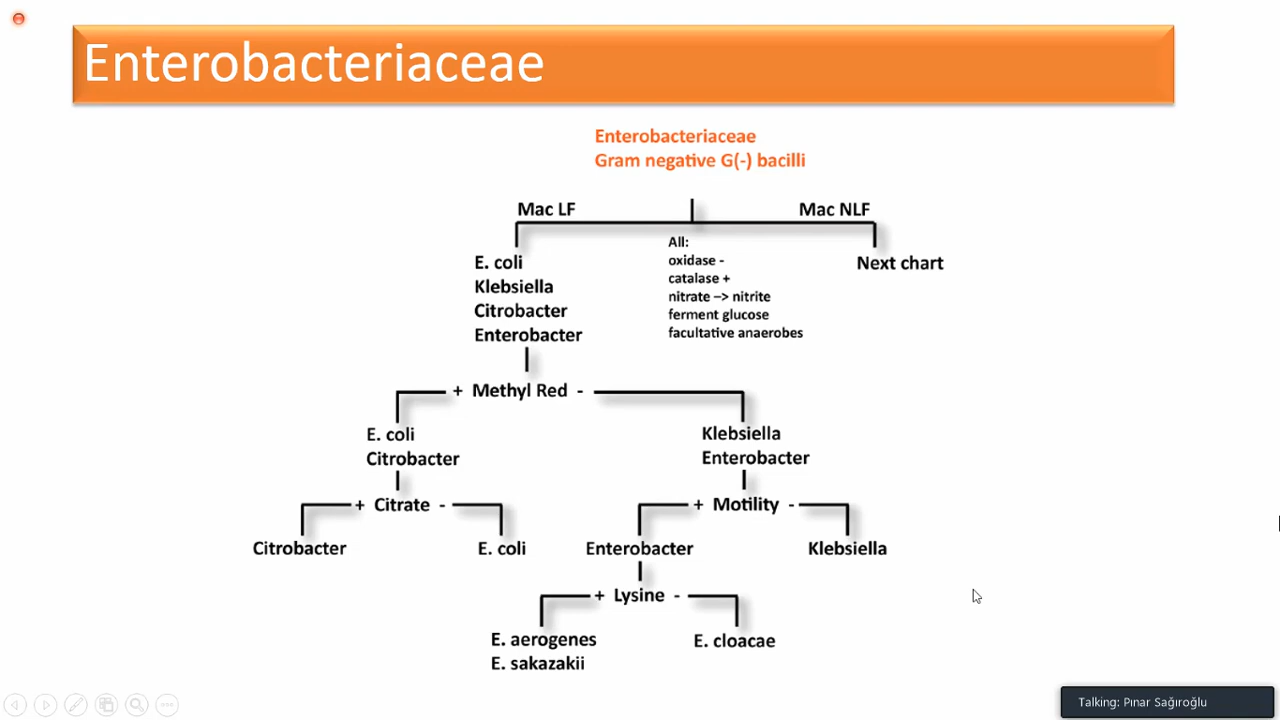 Enterobacteriaceae
Enterobacteriaceae
Gram negative G(-) bacilli
Mac LF
Mac NLF
All:
oxidase -
catalase +
nitrate –> nitrite
ferment glucose
facultative anaerobes
E. coli
Klebsiella
Citrobacter
Enterobacter
Next chart
+ Methyl Red -
E. coli
Citrobacter
Klebsiella
Enterobacter
+ Citrate -
+ Motility -
Citrobacter
E. coli
Enterobacter
Klebsiella
+ Lysine -
E. aerogenes
E. sakazakii
E. cloacae
Talking: Pınar Sağıroğlu